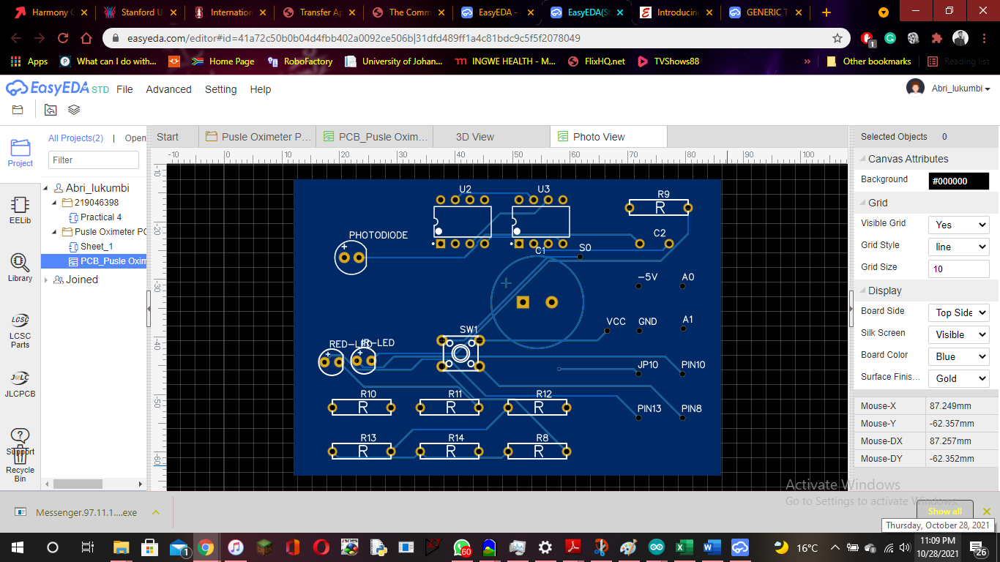 Harmony C
Stanford U
Internation
Transfer Ap
The Comm
EasyEDA -
EasyEDA(S
Introducing
GENERIC T
easyeda.com/editor#id=41a72c50b0b04d4fbb402a0092ce506b|31dfd489ff1a4c81bdc9c5f5f2078049
1
Apps
What can I do with...
Home Page
RoboFactory
University of Johan...
INGWE HEALTH - M...
FlixHQ.net
TVShows88
»
Other bookmarks
Reading list
EasyEDA STD
File
Advanced
Setting
Help
Abri_lukumbi
Project
EELib
Library
LCSC
LCSC
Parts
J@LC
JLCPCB
Support
Recycle
Bin
All Projects(2) | Open
Filter
Abri_lukumbi
219046398
Practical 4
Pusle Oximeter PC
Sheet_1
PCB_Pusle Oxin
Joined
Start
Pusle Oximeter P...
PCB_Pusle Oxim...
3D View
Photo View
-10 0 10 20 30 40 50 60 70 80 90 100
-10
-20
-30
-40
-50
-60
U2
U3
R9
R
PHOTODIODE
C2
C1
S0
-5V
A0
VCC
GND
A1
SW1
RED-LED
IR-LED
JP10
PIN10
R10
R
R11
R
R12
R
PIN13
PIN8
R13
R
R14
R
R8
R
Selected Objects 0
Canvas Attributes
Background #000000
Grid
Visible Grid Yes
Grid Style line
Grid Size 10
Display
Board Side Top Side
Silk Screen Visible
Board Color Blue
Surface Finis... Gold
Mouse-X 87.249mm
Mouse-Y -62.357mm
Mouse-DX 87.257mm
Mouse-DY -62.352mm
Activate Windows
Go to Settings to activate Windows.
Messenger.97.11.1....exe
Show all
Thursday, October 28, 2021
1
60
16°C
11:09 PM
10/28/2021
26